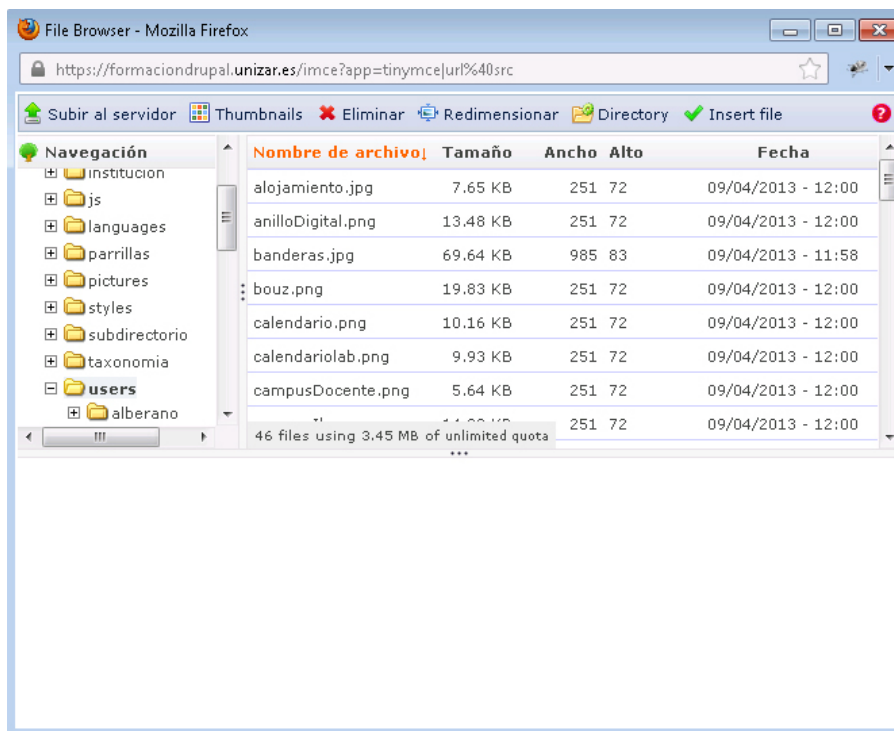 File Browser - Mozilla Firefox
https://formaciondrupal.unizar.es/imce?app=tinymce|url%40src
Subir al servidor Thumbnails Eliminar Redimensionar Directory Insert file
Navegación
institucion
js
languages
parrillas
pictures
styles
subdirectorio
taxonomia
users
alberano
Nombre de archivo↓ Tamaño Ancho Alto Fecha
alojamiento.jpg 7.65 KB 251 72 09/04/2013 - 12:00
anilloDigital.png 13.48 KB 251 72 09/04/2013 - 12:00
banderas.jpg 69.64 KB 985 83 09/04/2013 - 11:58
bouz.png 19.83 KB 251 72 09/04/2013 - 12:00
calendario.png 10.16 KB 251 72 09/04/2013 - 12:00
calendariolab.png 9.93 KB 251 72 09/04/2013 - 12:00
campusDocente.png 5.64 KB 251 72 09/04/2013 - 12:00
251 72 09/04/2013 - 12:00
46 files using 3.45 MB of unlimited quota